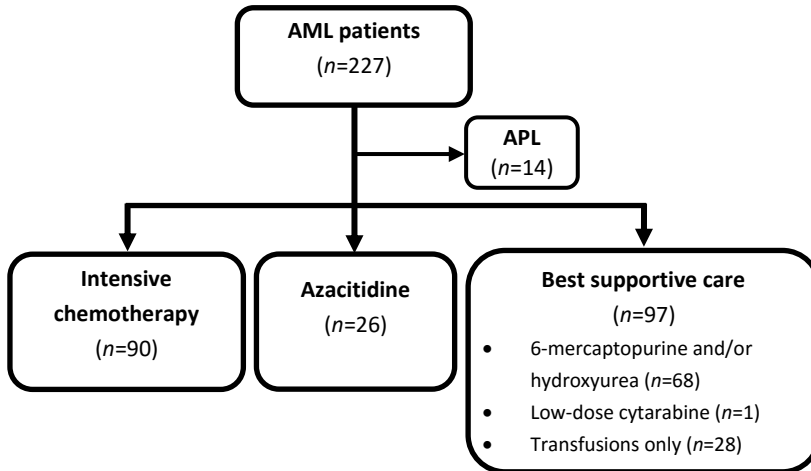 AML patients
(n=227)
APL
(n=14)
Intensive
chemotherapy
(n=90)
Azacitidine
(n=26)
Best supportive care
(n=97)
• 6-mercaptopurine and/or
hydroxyurea (n=68)
• Low-dose cytarabine (n=1)
• Transfusions only (n=28)